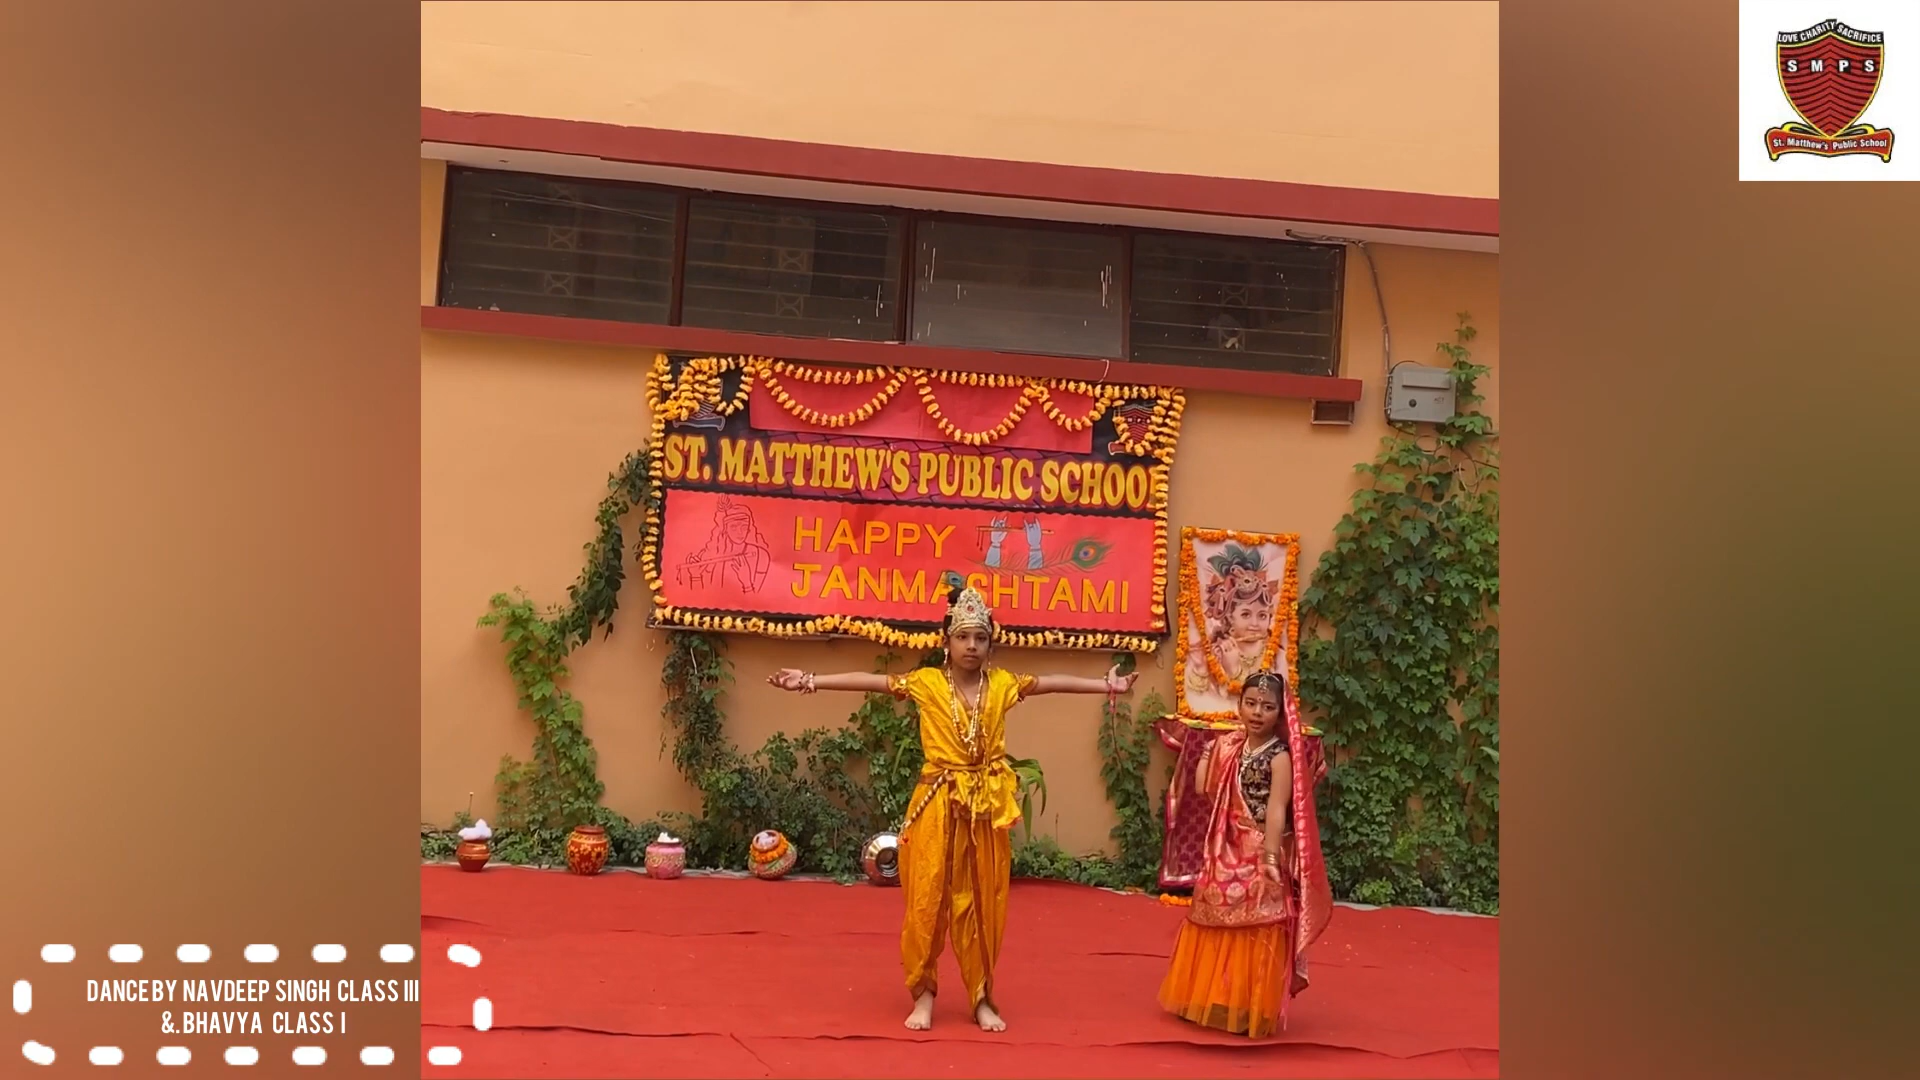 LOVE CHARITY SACRIFICE
S M P S
St. Matthew's Public School
ST. MATTHEW'S PUBLIC SCHOOL
HAPPY
JANMASHTAMI
DANCE BY NAVDEEP SINGH CLASS III
&.BHAVYA CLASS I